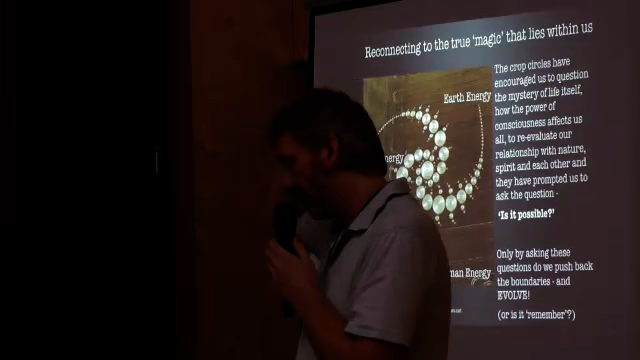 Reconnecting to the true 'magic' that lies within us
The crop circles have
encouraged us to question
the mystery of life itself,
how the power of
consciousness affects us
all, to re-evaluate our
relationship with nature,
spirit and each other and
they have prompted us to
ask the question -
'Is it possible?'
Only by asking these
questions do we push back
the boundaries - and
EVOLVE!
(or is it 'remember'?)
Earth Energy
nergy
man Energy